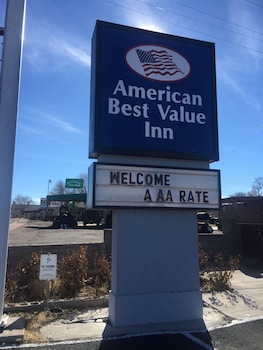 American
Best Value
Inn
WELCOME
A AA RATE